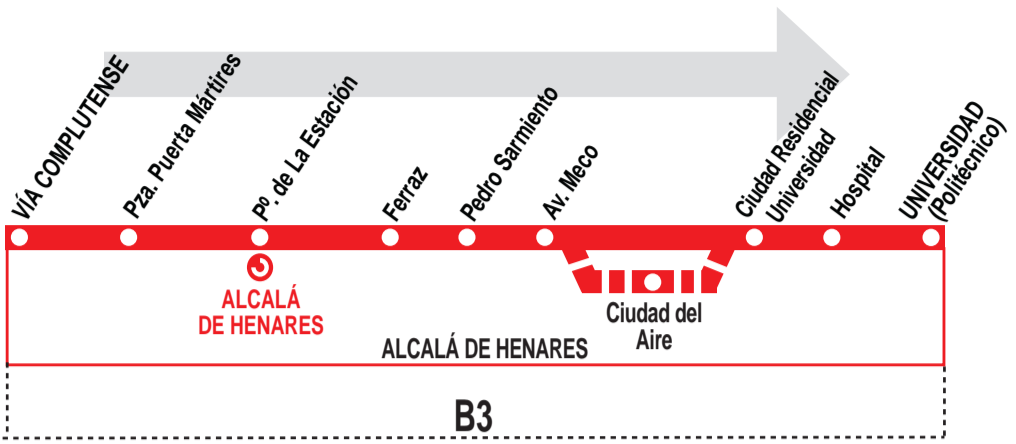 VÍA COMPLUTENSE
Pza. Puerta Mártires
Pº. de La Estación
Ferraz
Pedro Sarmiento
Av. Meco
Ciudad Residencial
Universidad
Hospital
UNIVERSIDAD
(Politécnico)
ALCALÁ
DE HENARES
Ciudad del
Aire
ALCALÁ DE HENARES
B3